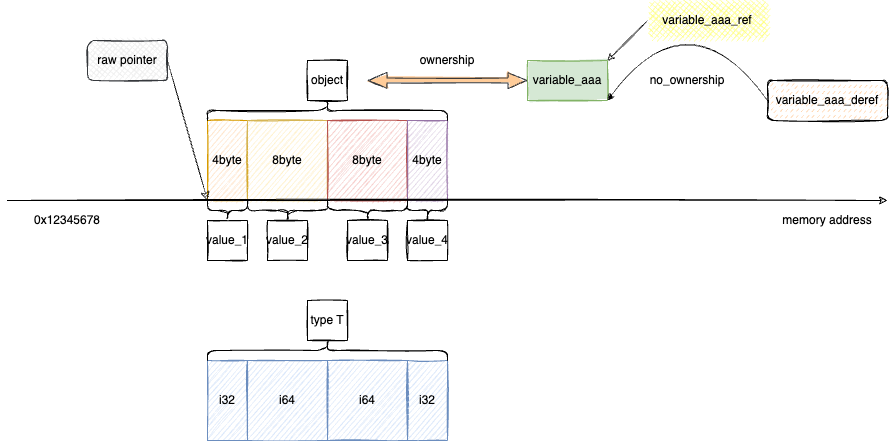 variable_aaa_ref
raw pointer
ownership
object
variable_aaa
no_ownership
variable_aaa_deref
4byte
8byte
8byte
4byte
0x12345678
memory address
value_1
value_2
value_3
value_4
type T
i32
i64
i64
i32